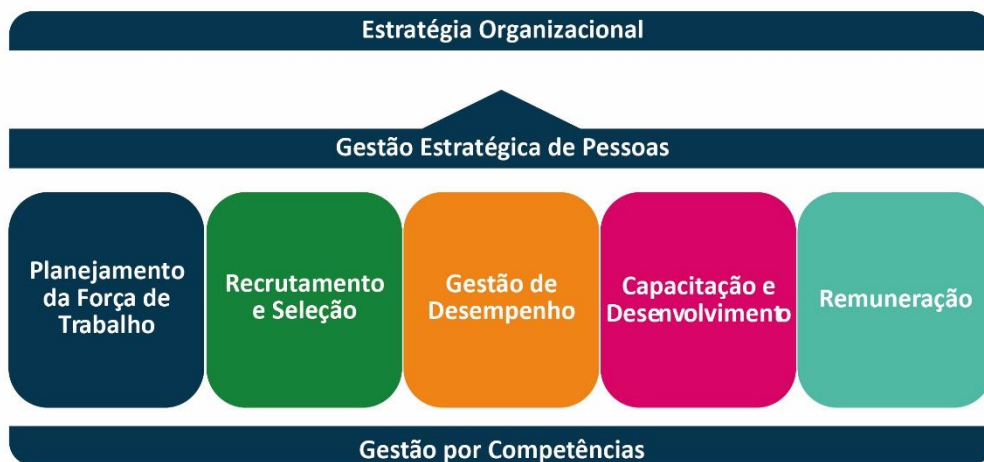 Estratégia Organizacional
Gestão Estratégica de Pessoas
Planejamento
da Força de
Trabalho
Recrutamento
e Seleção
Gestão de
Desempenho
Capacitação e
Desenvolvimento
Remuneração
Gestão por Competências